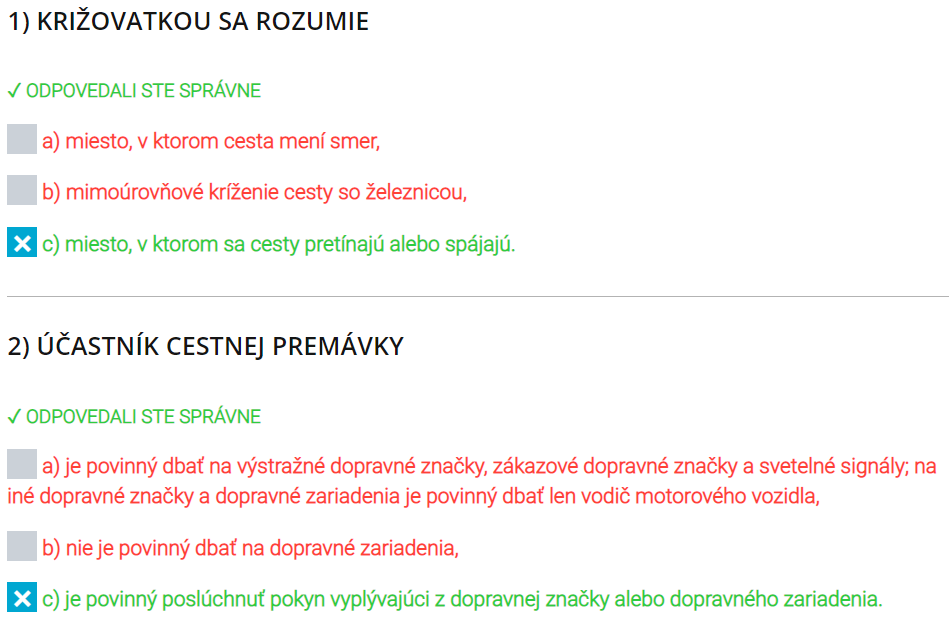 1) KRIŽOVATKOU SA ROZUMIE
✓ ODPOVEDALI STE SPRÁVNE
a) miesto, v ktorom cesta mení smer,
b) mimoúrovňové kríženie cesty so železnicou,
c) miesto, v ktorom sa cesty pretínajú alebo spájajú.
2) ÚČASTNÍK CESTNEJ PREMÁVKY
✓ ODPOVEDALI STE SPRÁVNE
a) je povinný dbať na výstražné dopravné značky, zákazové dopravné značky a svetelné signály; na
iné dopravné značky a dopravné zariadenia je povinný dbať len vodič motorového vozidla,
b) nie je povinný dbať na dopravné zariadenia,
c) je povinný poslúchnuť pokyn vyplývajúci z dopravnej značky alebo dopravného zariadenia.